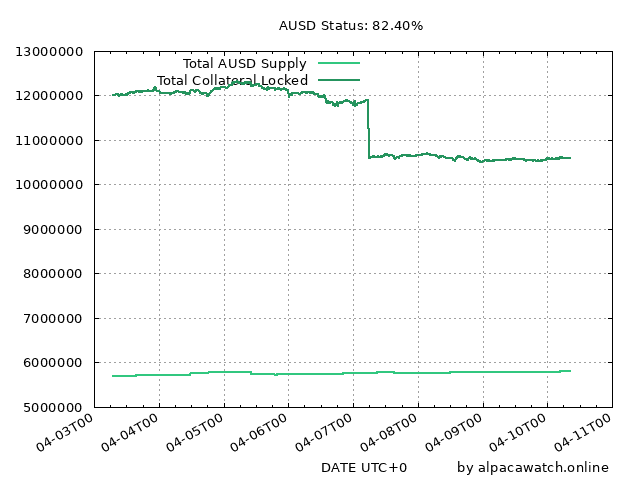 AUSD Status: 82.40%
13000000
12000000
11000000
10000000
9000000
8000000
7000000
6000000
5000000
Total AUSD Supply
Total Collateral Locked
04-03T00
04-04T00
04-05T00
04-06T00
04-07T00
04-08T00
04-09T00
04-10T00
04-11T00
DATE UTC+0
by alpacawatch.online